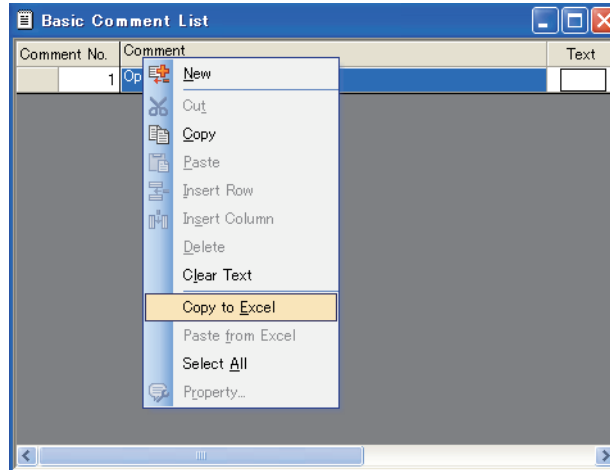 Basic Comment List
Comment No. Comment Text
1 Op
New
Cut
Copy
Paste
Insert Row
Insert Column
Delete
Clear Text
Copy to Excel
Paste from Excel
Select All
Property...